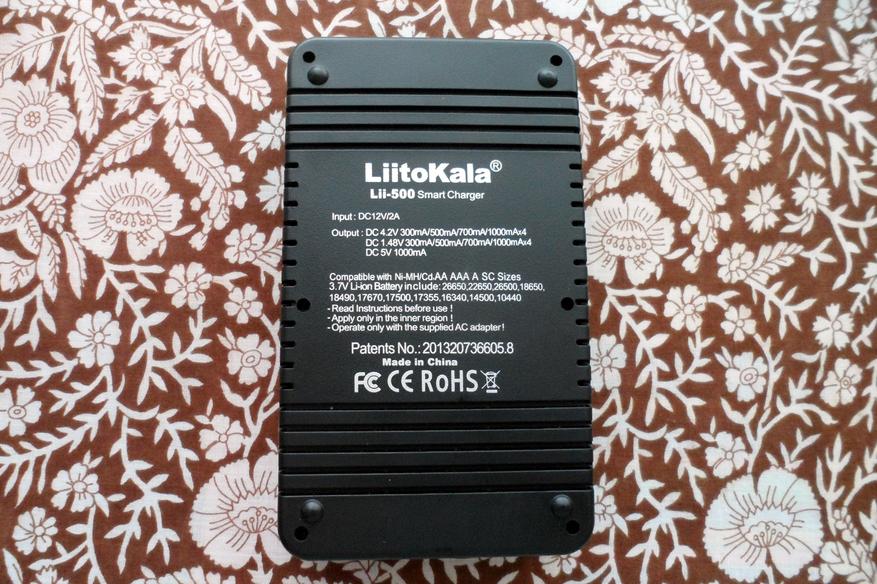 LiitoKala®
Lii-500 Smart Charger
Input : DC12V/2A
Output : DC 4.2V 300mA/500mA/700mA/1000mAx4
DC 1.48V 300mA/500mA/700mA/1000mAx4
DC 5V 1000mA
Compatible with Ni-MH/Cd.AA AAA A SC Sizes
3.7V Li-ion Battery include: 26650,22650,26500,18650,
18490,17670,17500,17355,16340,14500,10440
- Read Instructions before use !
- Apply only in the inner region !
- Operate only with the supplied AC adapter !
Patents No.: 201320736605.8
Made in China
FC CE RoHS